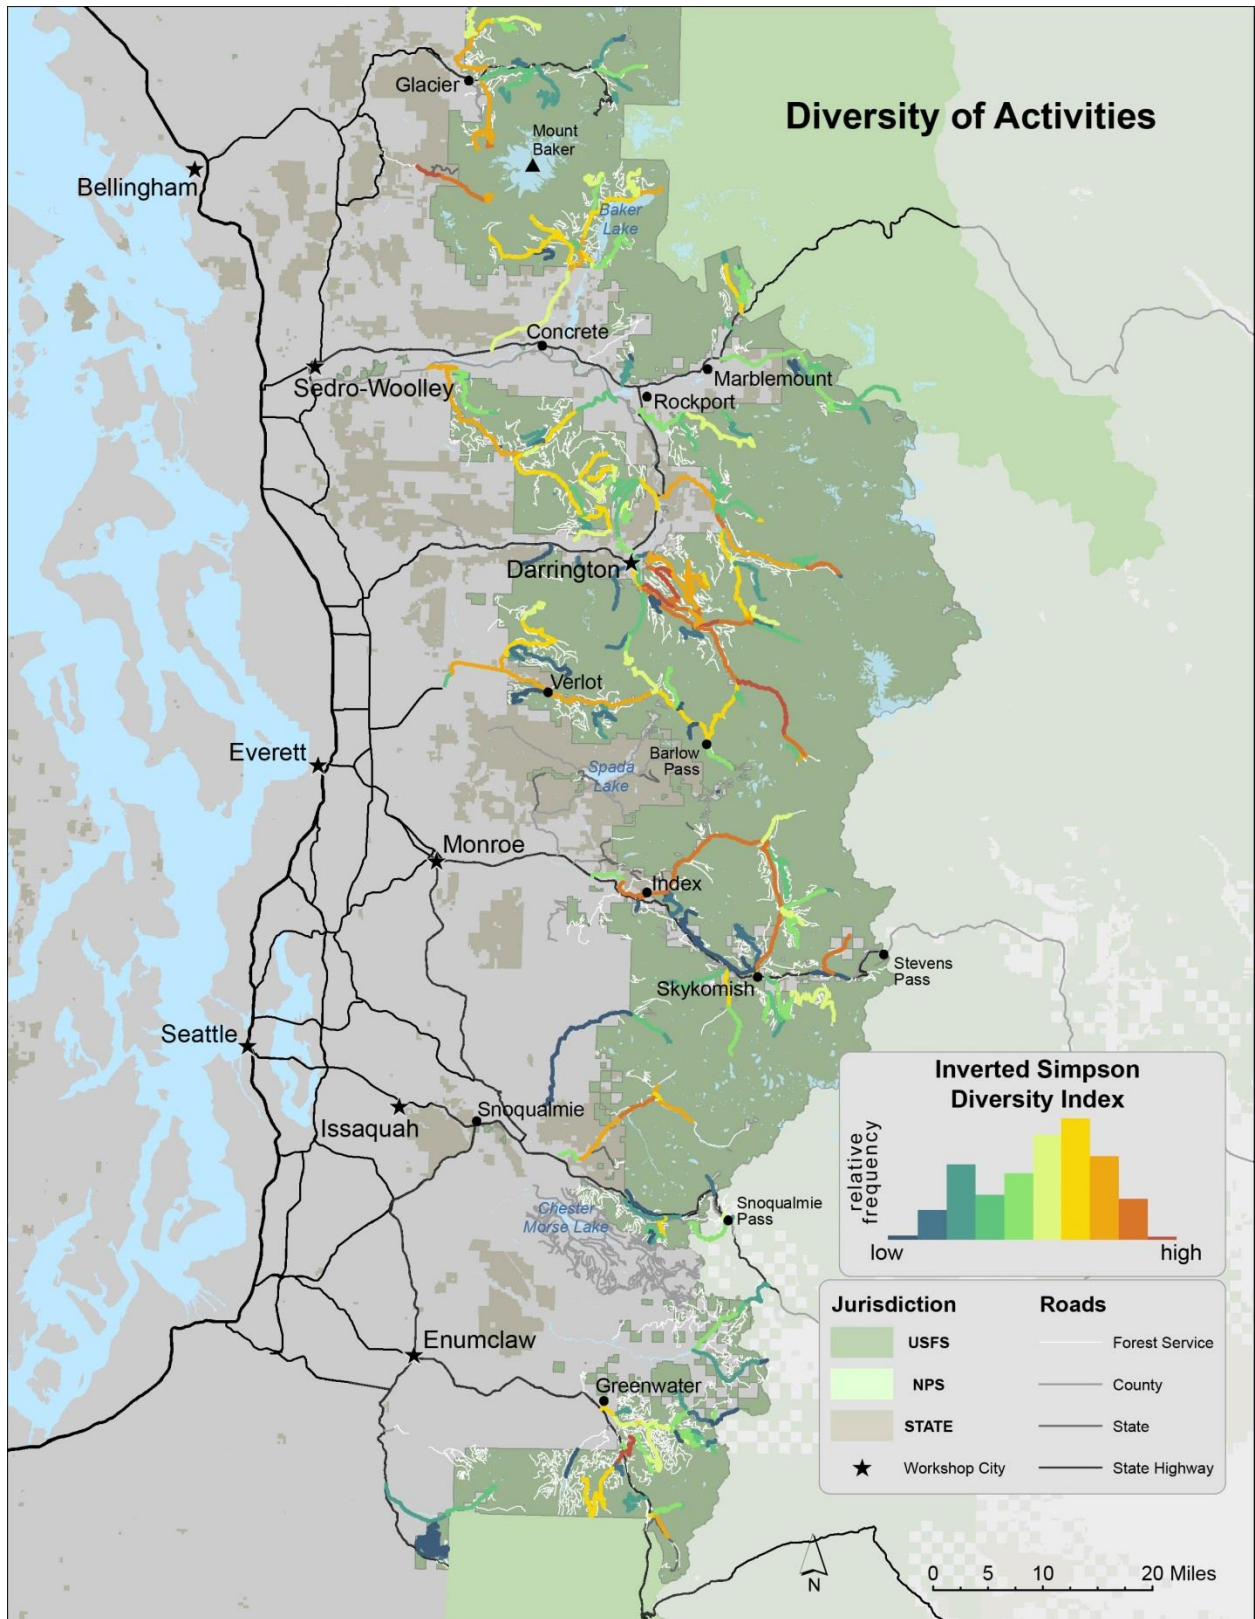 Diversity of Activities
Glacier
Mount
Baker
Bellingham
Baker
Lake
Concrete
Sedro-Woolley
Marblemount
Rockport
Darrington
Verlot
Everett
Barlow
Pass
Spada
Lake
Monroe
Index
Stevens
Pass
Skykomish
Seattle
Issaquah
Snoqualmie
Chester
Morse Lake
Snoqualmie
Pass
Enumclaw
Greenwater
Inverted Simpson
Diversity Index
relative
frequency
low
high
Jurisdiction
Roads
USFS
Forest Service
NPS
County
STATE
State
Workshop City
State Highway
N
0 5 10 20 Miles